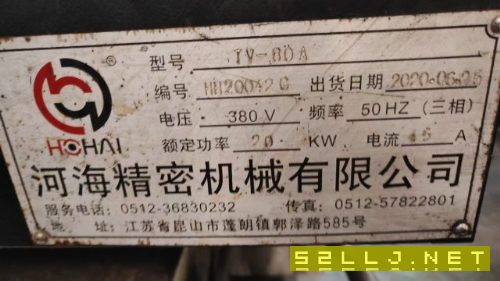 型号 TV-80A
编号 HH20042G 出货日期 2020.06.25
电压 380V 频率 50HZ(三相)
额定功率 20 KW 电流 45 A
HOHAI
河海精密机械有限公司
服务电话:0512-36830232 传真:0512-57822801
地 址:江苏省昆山市蓬朗镇郭泽路585号
52LLJ.NET